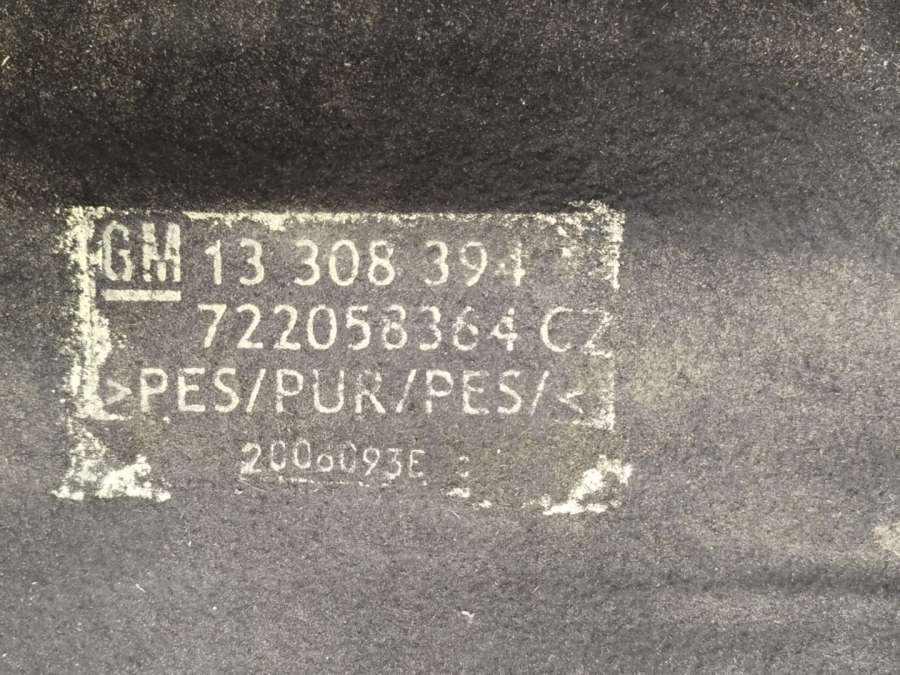 GM 13 308 394
722058364 CZ
>PES/PUR/PES/<
2006093E